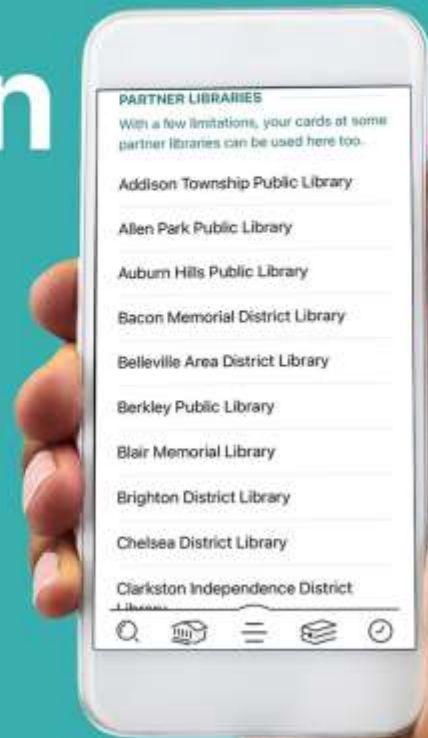 n
PARTNER LIBRARIES
With a few limitations, your cards at some
partner libraries can be used here too.
Addison Township Public Library
Allen Park Public Library
Auburn Hills Public Library
Bacon Memorial District Library
Belleville Area District Library
Berkley Public Library
Blair Memorial Library
Brighton District Library
Chelsea District Library
Clarkston Independence District
Library